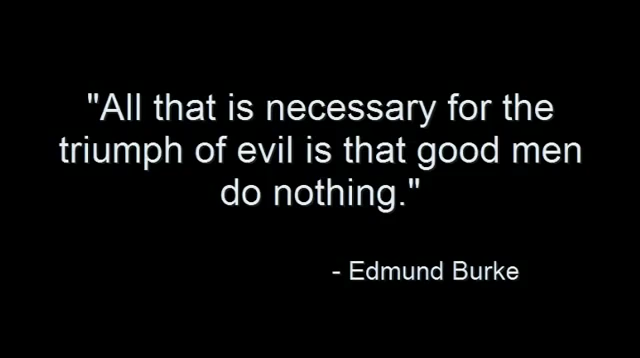 "All that is necessary for the
triumph of evil is that good men
do nothing."
- Edmund Burke